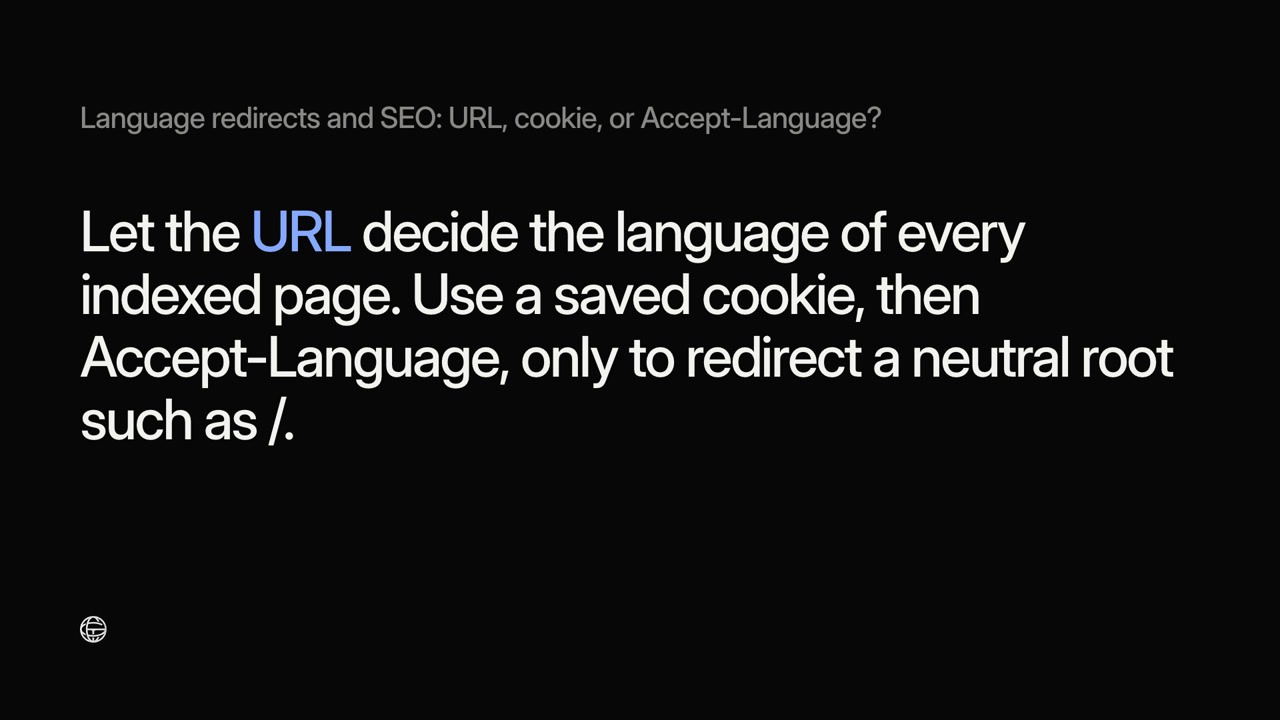 Language redirects and SEO: URL, cookie, or Accept-Language?
Let the URL decide the language of every
indexed page. Use a saved cookie, then
Accept-Language, only to redirect a neutral root
such as /.